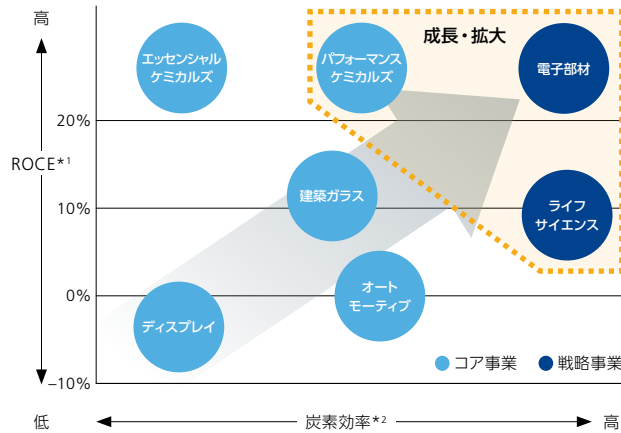 高
成長・拡大
エッセンシャル
ケミカルズ
パフォーマンス
ケミカルズ
電子部材
20%
ROCE*1
建築ガラス
ライフ
サイエンス
10%
オート
モーティブ
0%
ディスプレイ
コア事業
戦略事業
−10%
低
炭素効率*2
高